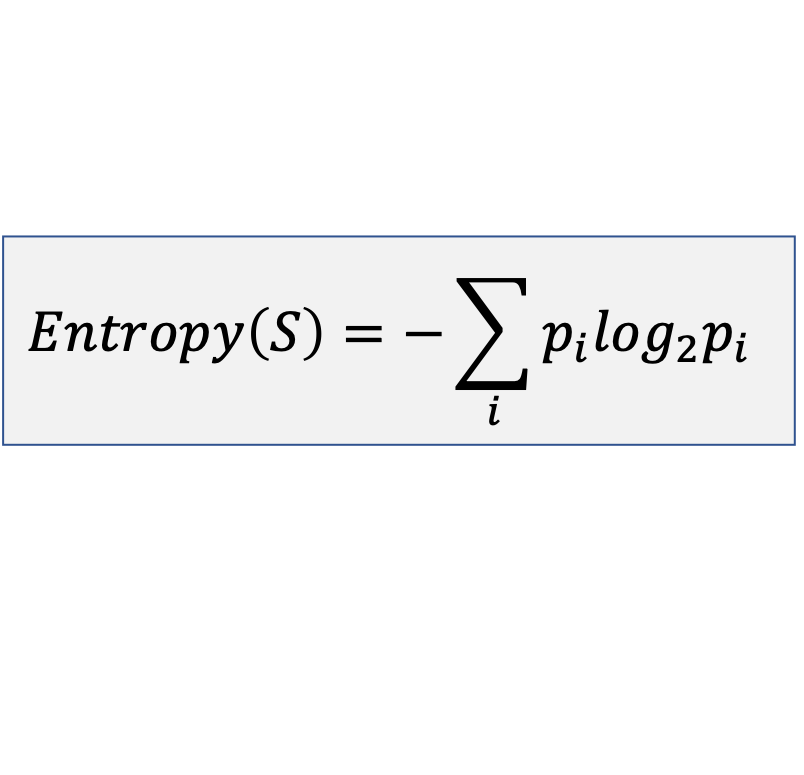 Entropy(S) = − ∑ᵢ pᵢlog₂pᵢ